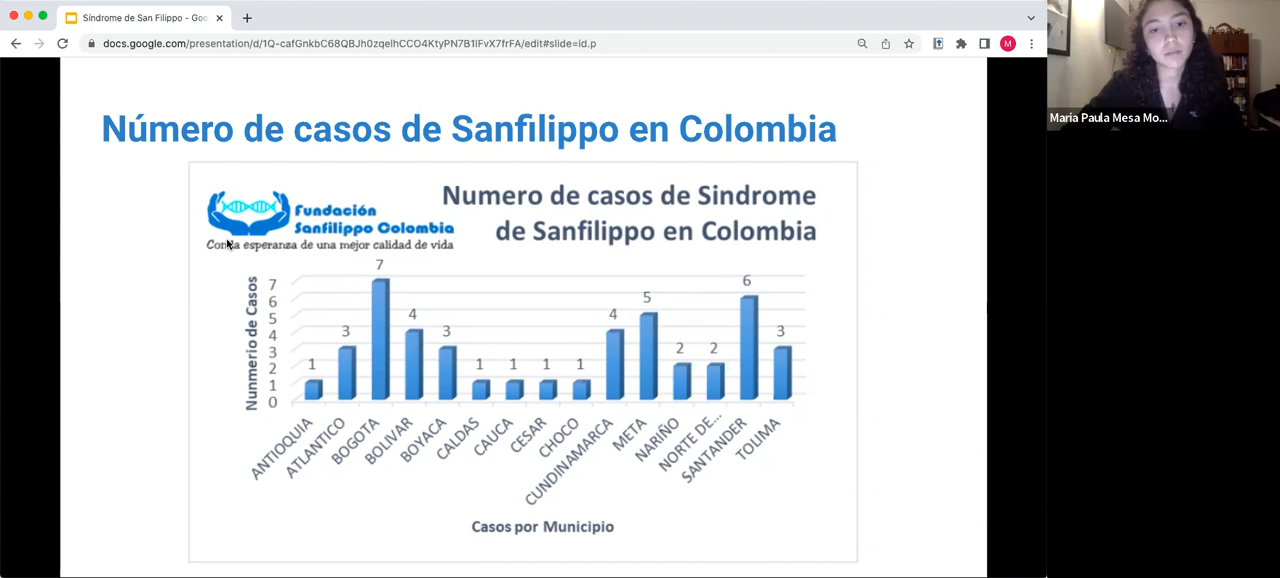 Síndrome de San Filippo - Goo
docs.google.com/presentation/d/1Q-cafGnkbC68QBJh0zqelhCCO4KtyPN7B1lFvX7frFA/edit#slide=id.p
M
Maria Paula Mesa Mo...
Número de casos de Sanfilippo en Colombia
Fundación
Sanfilippo Colombia
Con la esperanza de una mejor calidad de vida
Numero de casos de Sindrome
de Sanfilippo en Colombia
Nunmerio de Casos
7
6
5
4
3
2
1
0
1 3 7 4 3 1 1 1 1 4 5 2 2 6 3
ANTIOQUIA
ATLANTICO
BOGOTA
BOLIVAR
BOYACA
CALDAS
CAUCA
CESAR
CHOCO
CUNDINAMARCA
META
NARIÑO
NORTE DE...
SANTANDER
TOLIMA
Casos por Municipio